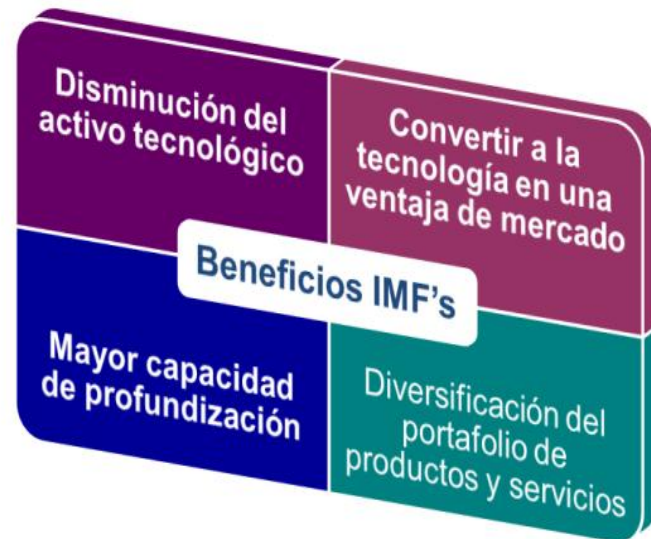 Disminución del
activo tecnológico
Convertir a la
tecnología en una
ventaja de mercado
Beneficios IMF's
Mayor capacidad
de profundización
Diversificación del
portafolio de
productos y servicios